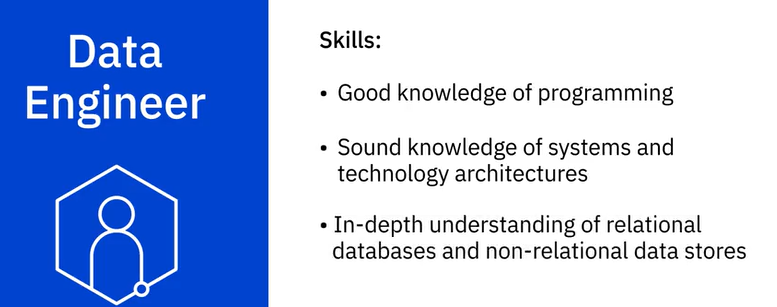 Data
Engineer
Skills:
• Good knowledge of programming
• Sound knowledge of systems and
technology architectures
• In-depth understanding of relational
databases and non-relational data stores